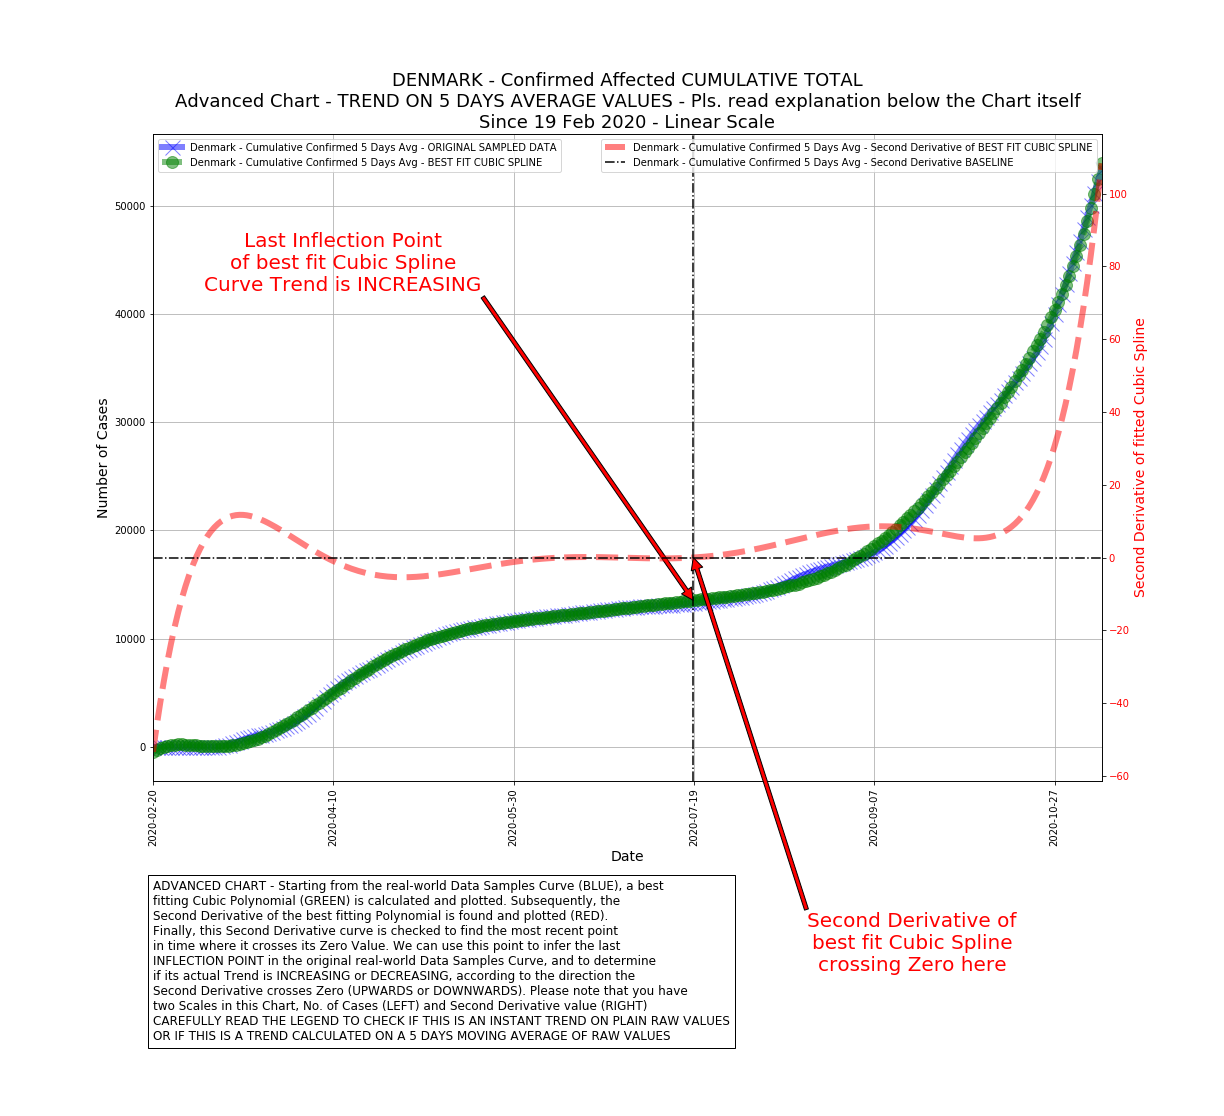 DENMARK - Confirmed Affected CUMULATIVE TOTAL
Advanced Chart - TREND ON 5 DAYS AVERAGE VALUES - Pls. read explanation below the Chart itself
Since 19 Feb 2020 - Linear Scale
Denmark - Cumulative Confirmed 5 Days Avg - ORIGINAL SAMPLED DATA
Denmark - Cumulative Confirmed 5 Days Avg - BEST FIT CUBIC SPLINE
Denmark - Cumulative Confirmed 5 Days Avg - Second Derivative of BEST FIT CUBIC SPLINE
Denmark - Cumulative Confirmed 5 Days Avg - Second Derivative BASELINE
Last Inflection Point
of best fit Cubic Spline
Curve Trend is INCREASING
Number of Cases
50000
40000
30000
20000
10000
0
100
80
60
40
20
0
−20
−40
−60
Second Derivative of fitted Cubic Spline
2020-02-20
2020-04-10
2020-05-30
2020-07-19
2020-09-07
2020-10-27
Date
Second Derivative of
best fit Cubic Spline
crossing Zero here
ADVANCED CHART - Starting from the real-world Data Samples Curve (BLUE), a best
fitting Cubic Polynomial (GREEN) is calculated and plotted. Subsequently, the
Second Derivative of the best fitting Polynomial is found and plotted (RED).
Finally, this Second Derivative curve is checked to find the most recent point
in time where it crosses its Zero Value. We can use this point to infer the last
INFLECTION POINT in the original real-world Data Samples Curve, and to determine
if its actual Trend is INCREASING or DECREASING, according to the direction the
Second Derivative crosses Zero (UPWARDS or DOWNWARDS). Please note that you have
two Scales in this Chart, No. of Cases (LEFT) and Second Derivative value (RIGHT)
CAREFULLY READ THE LEGEND TO CHECK IF THIS IS AN INSTANT TREND ON PLAIN RAW VALUES
OR IF THIS IS A TREND CALCULATED ON A 5 DAYS MOVING AVERAGE OF RAW VALUES